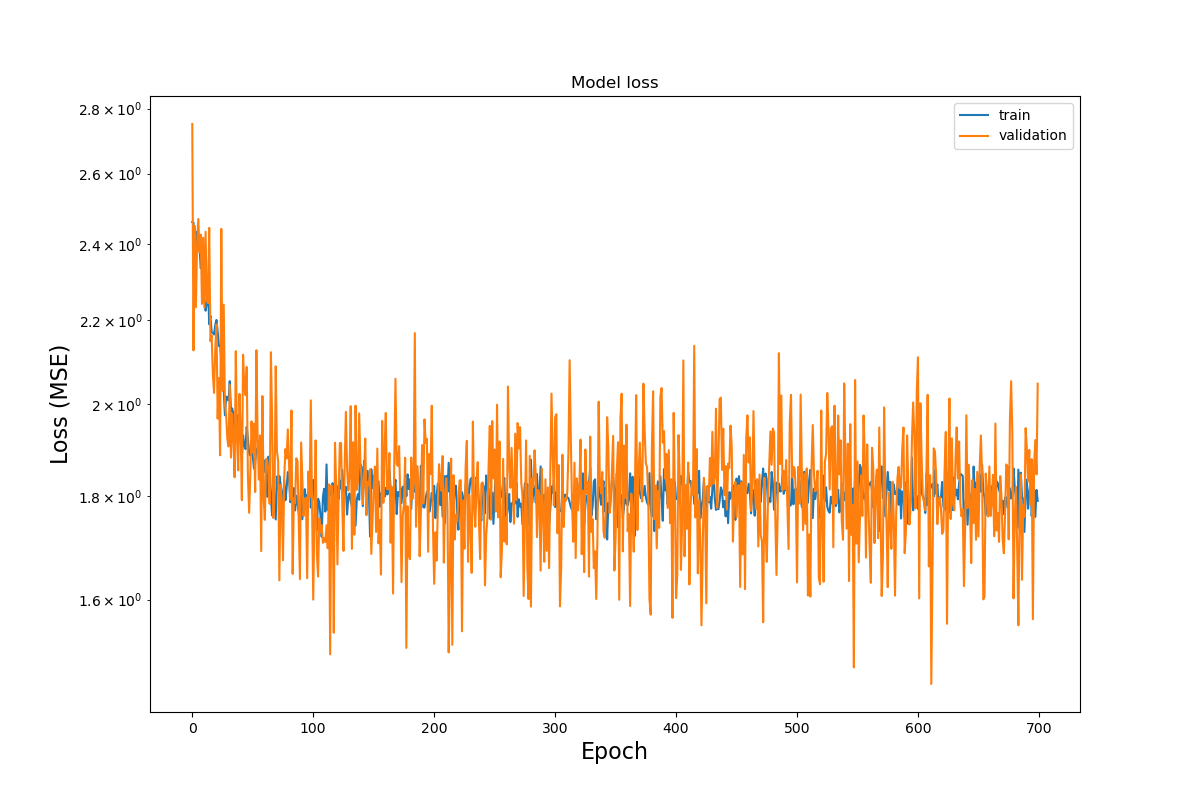 Model loss
train
validation
Loss (MSE)
2.8 × 10⁰
2.6 × 10⁰
2.4 × 10⁰
2.2 × 10⁰
2 × 10⁰
1.8 × 10⁰
1.6 × 10⁰
0 100 200 300 400 500 600 700
Epoch